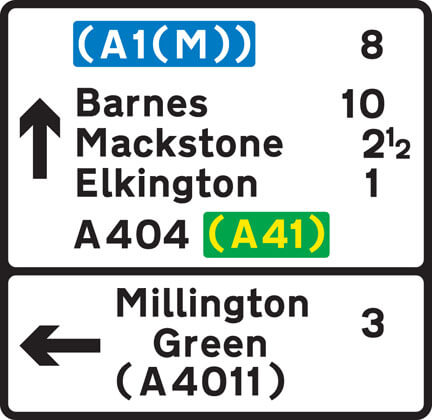 (A1(M)) 8
Barnes 10
Mackstone 2½
Elkington 1
A404 (A41)
Millington
Green 3
(A4011)